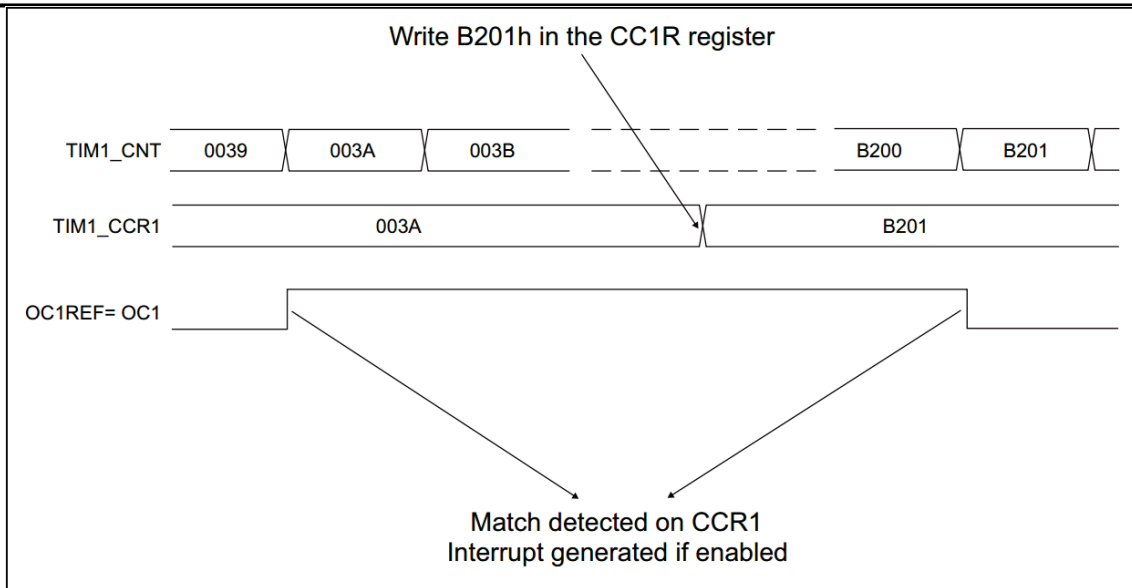 Write B201h in the CC1R register
TIM1_CNT 0039 003A 003B B200 B201
TIM1_CCR1 003A B201
OC1REF= OC1
Match detected on CCR1
Interrupt generated if enabled